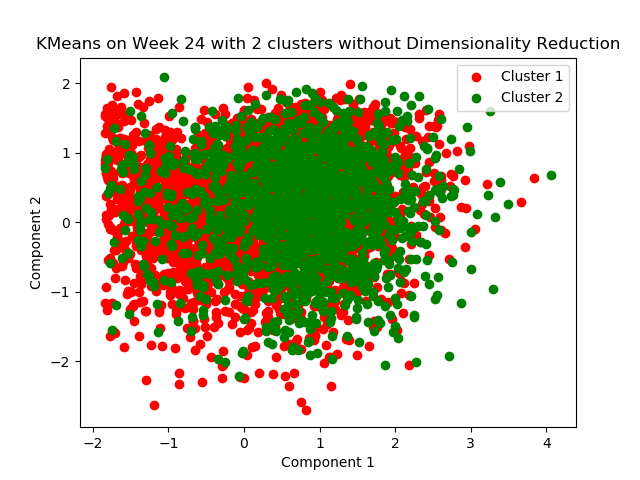 KMeans on Week 24 with 2 clusters without Dimensionality Reduction
Cluster 1
Cluster 2
2
1
0
−1
−2
Component 2
−2
−1
0
1
2
3
4
Component 1